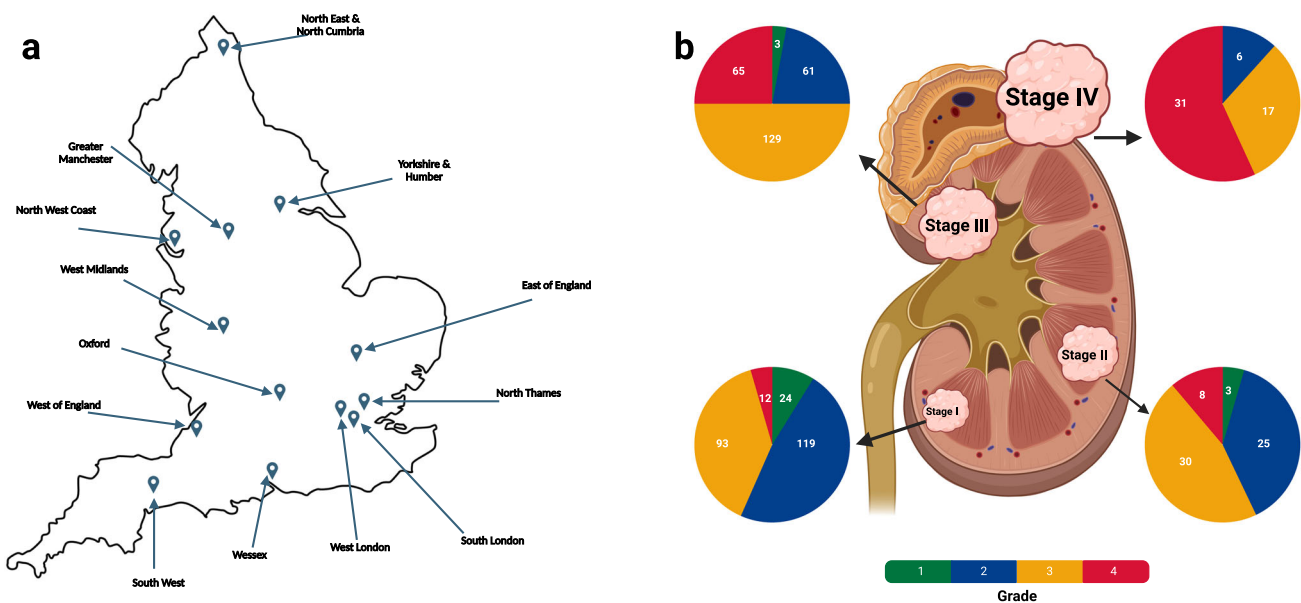 a
North East &
North Cumbria
Greater
Manchester
Yorkshire &
Humber
North West Coast
West Midlands
East of England
Oxford
North Thames
West of England
South London
West London
Wessex
South West
b
3
65
61
129
Stage IV
6
31
17
Stage III
Stage II
Stage I
12
24
93
119
8
3
30
25
1
2
3
4
Grade